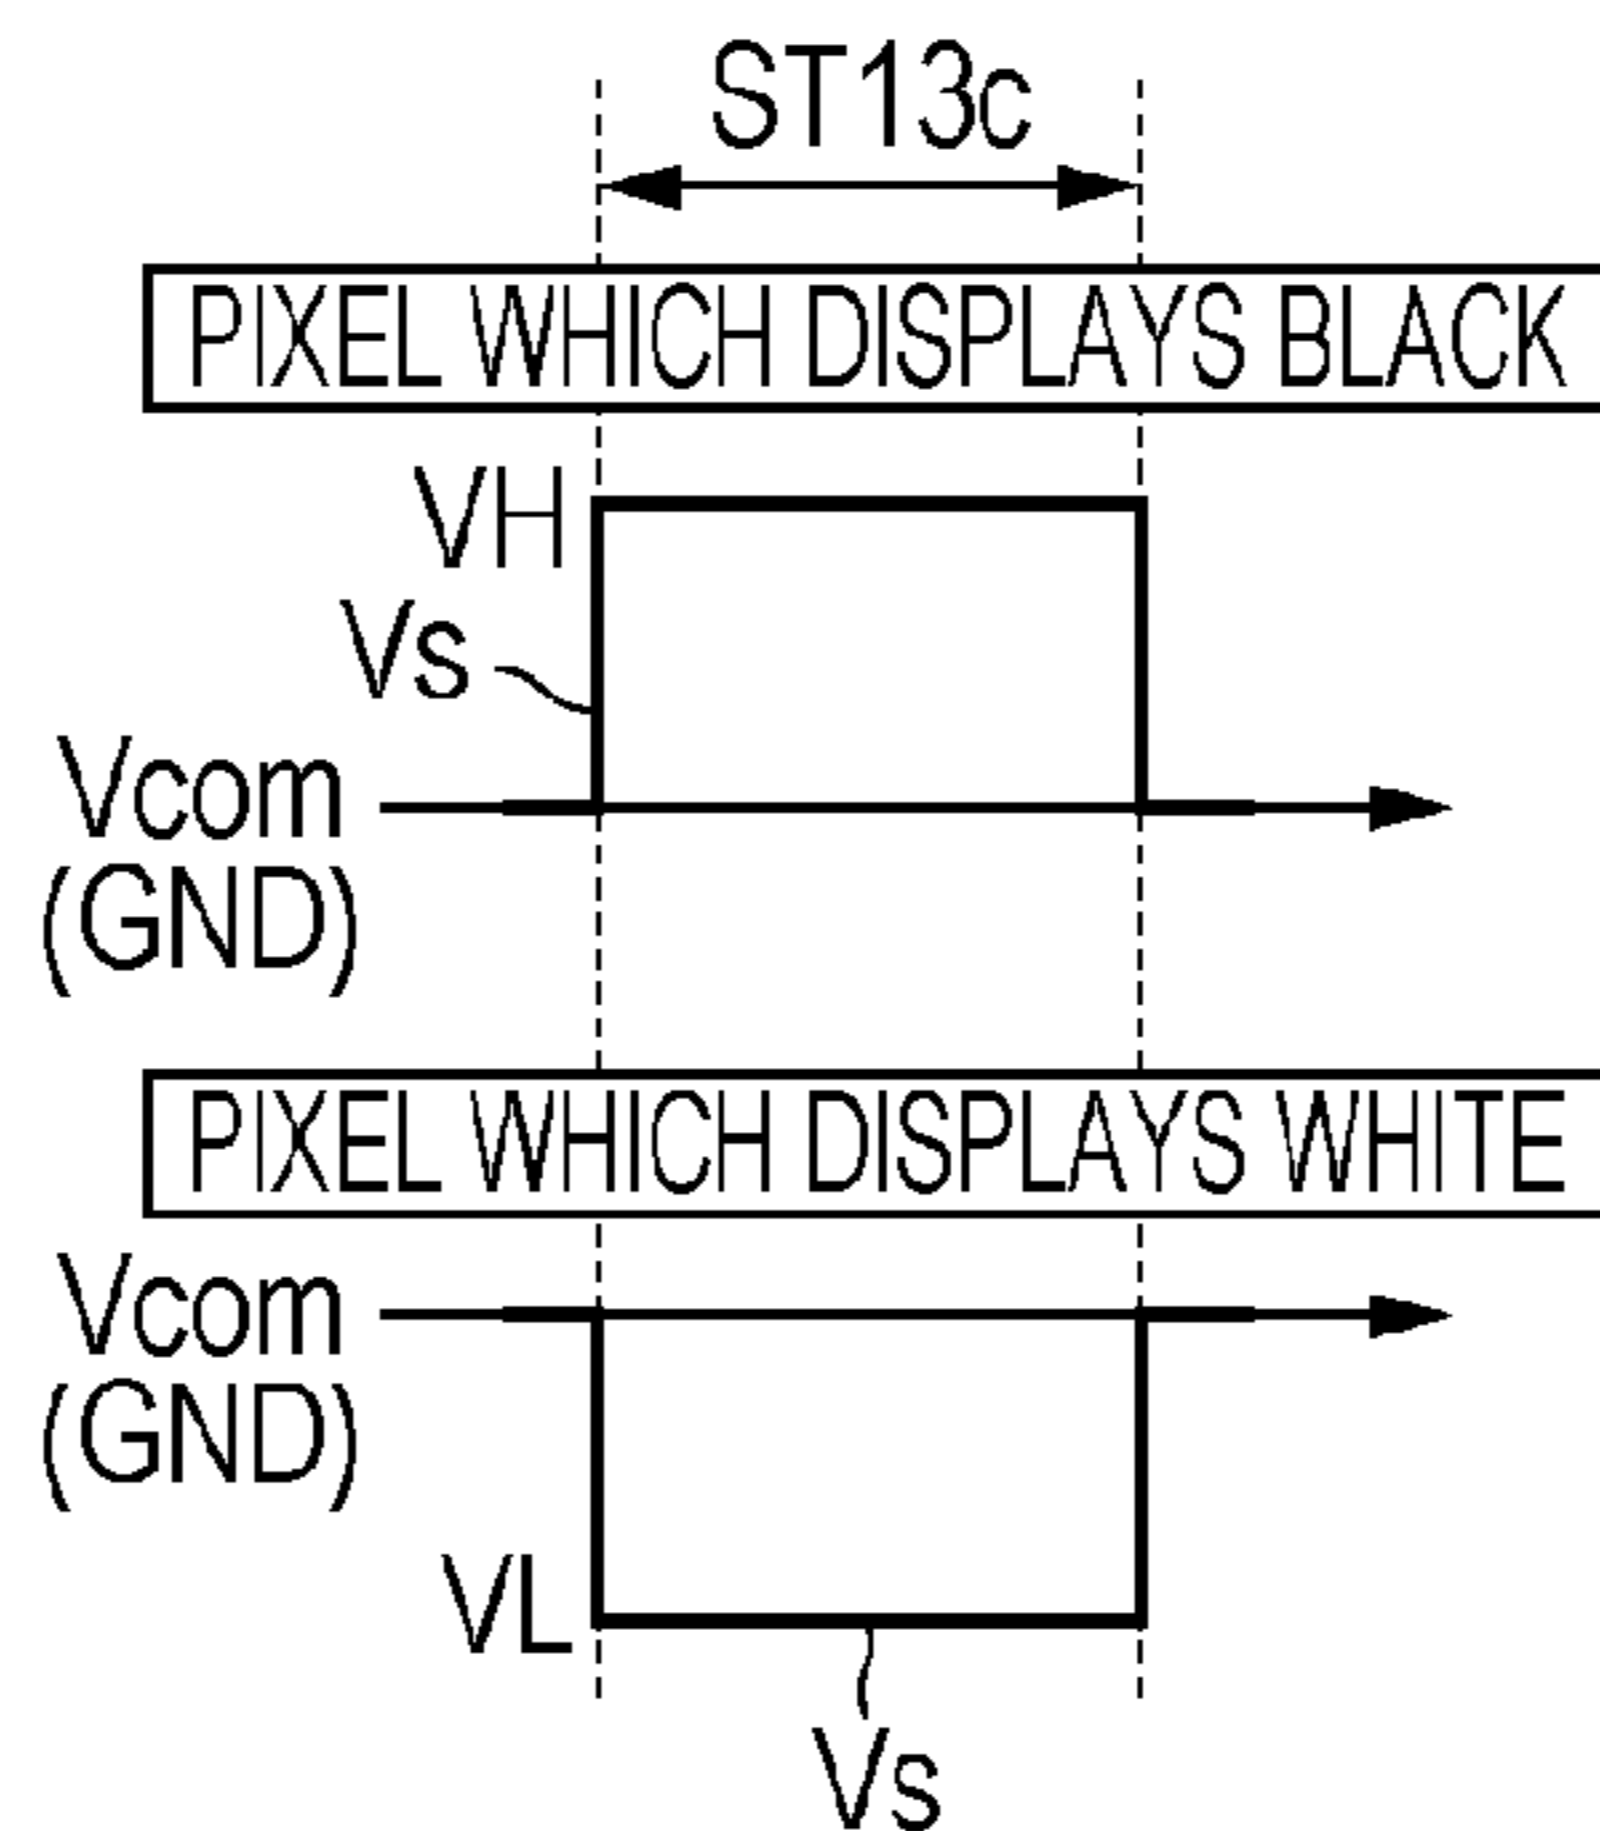 ST13c
PIXEL WHICH DISPLAYS BLACK
VH
Vs
Vcom
(GND)
PIXEL WHICH DISPLAYS WHITE
Vcom
(GND)
VL
Vs